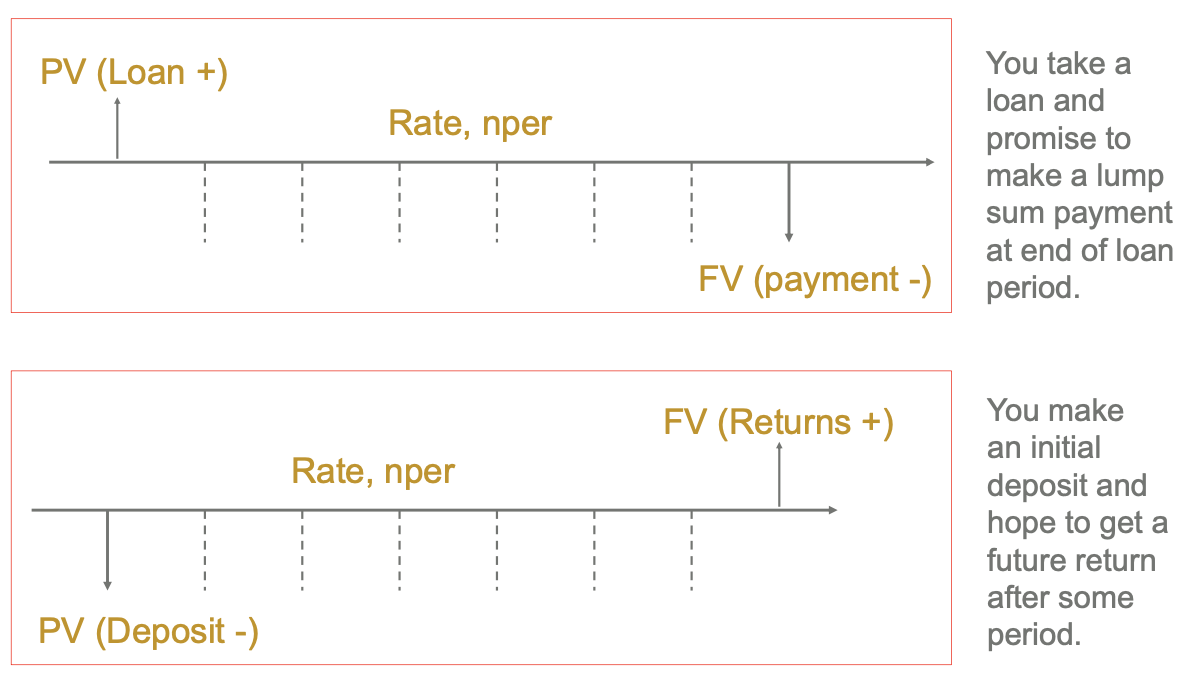 PV (Loan +)
Rate, nper
FV (payment -)
You take a
loan and
promise to
make a lump
sum payment
at end of loan
period.
FV (Returns +)
Rate, nper
PV (Deposit -)
You make
an initial
deposit and
hope to get a
future return
after some
period.